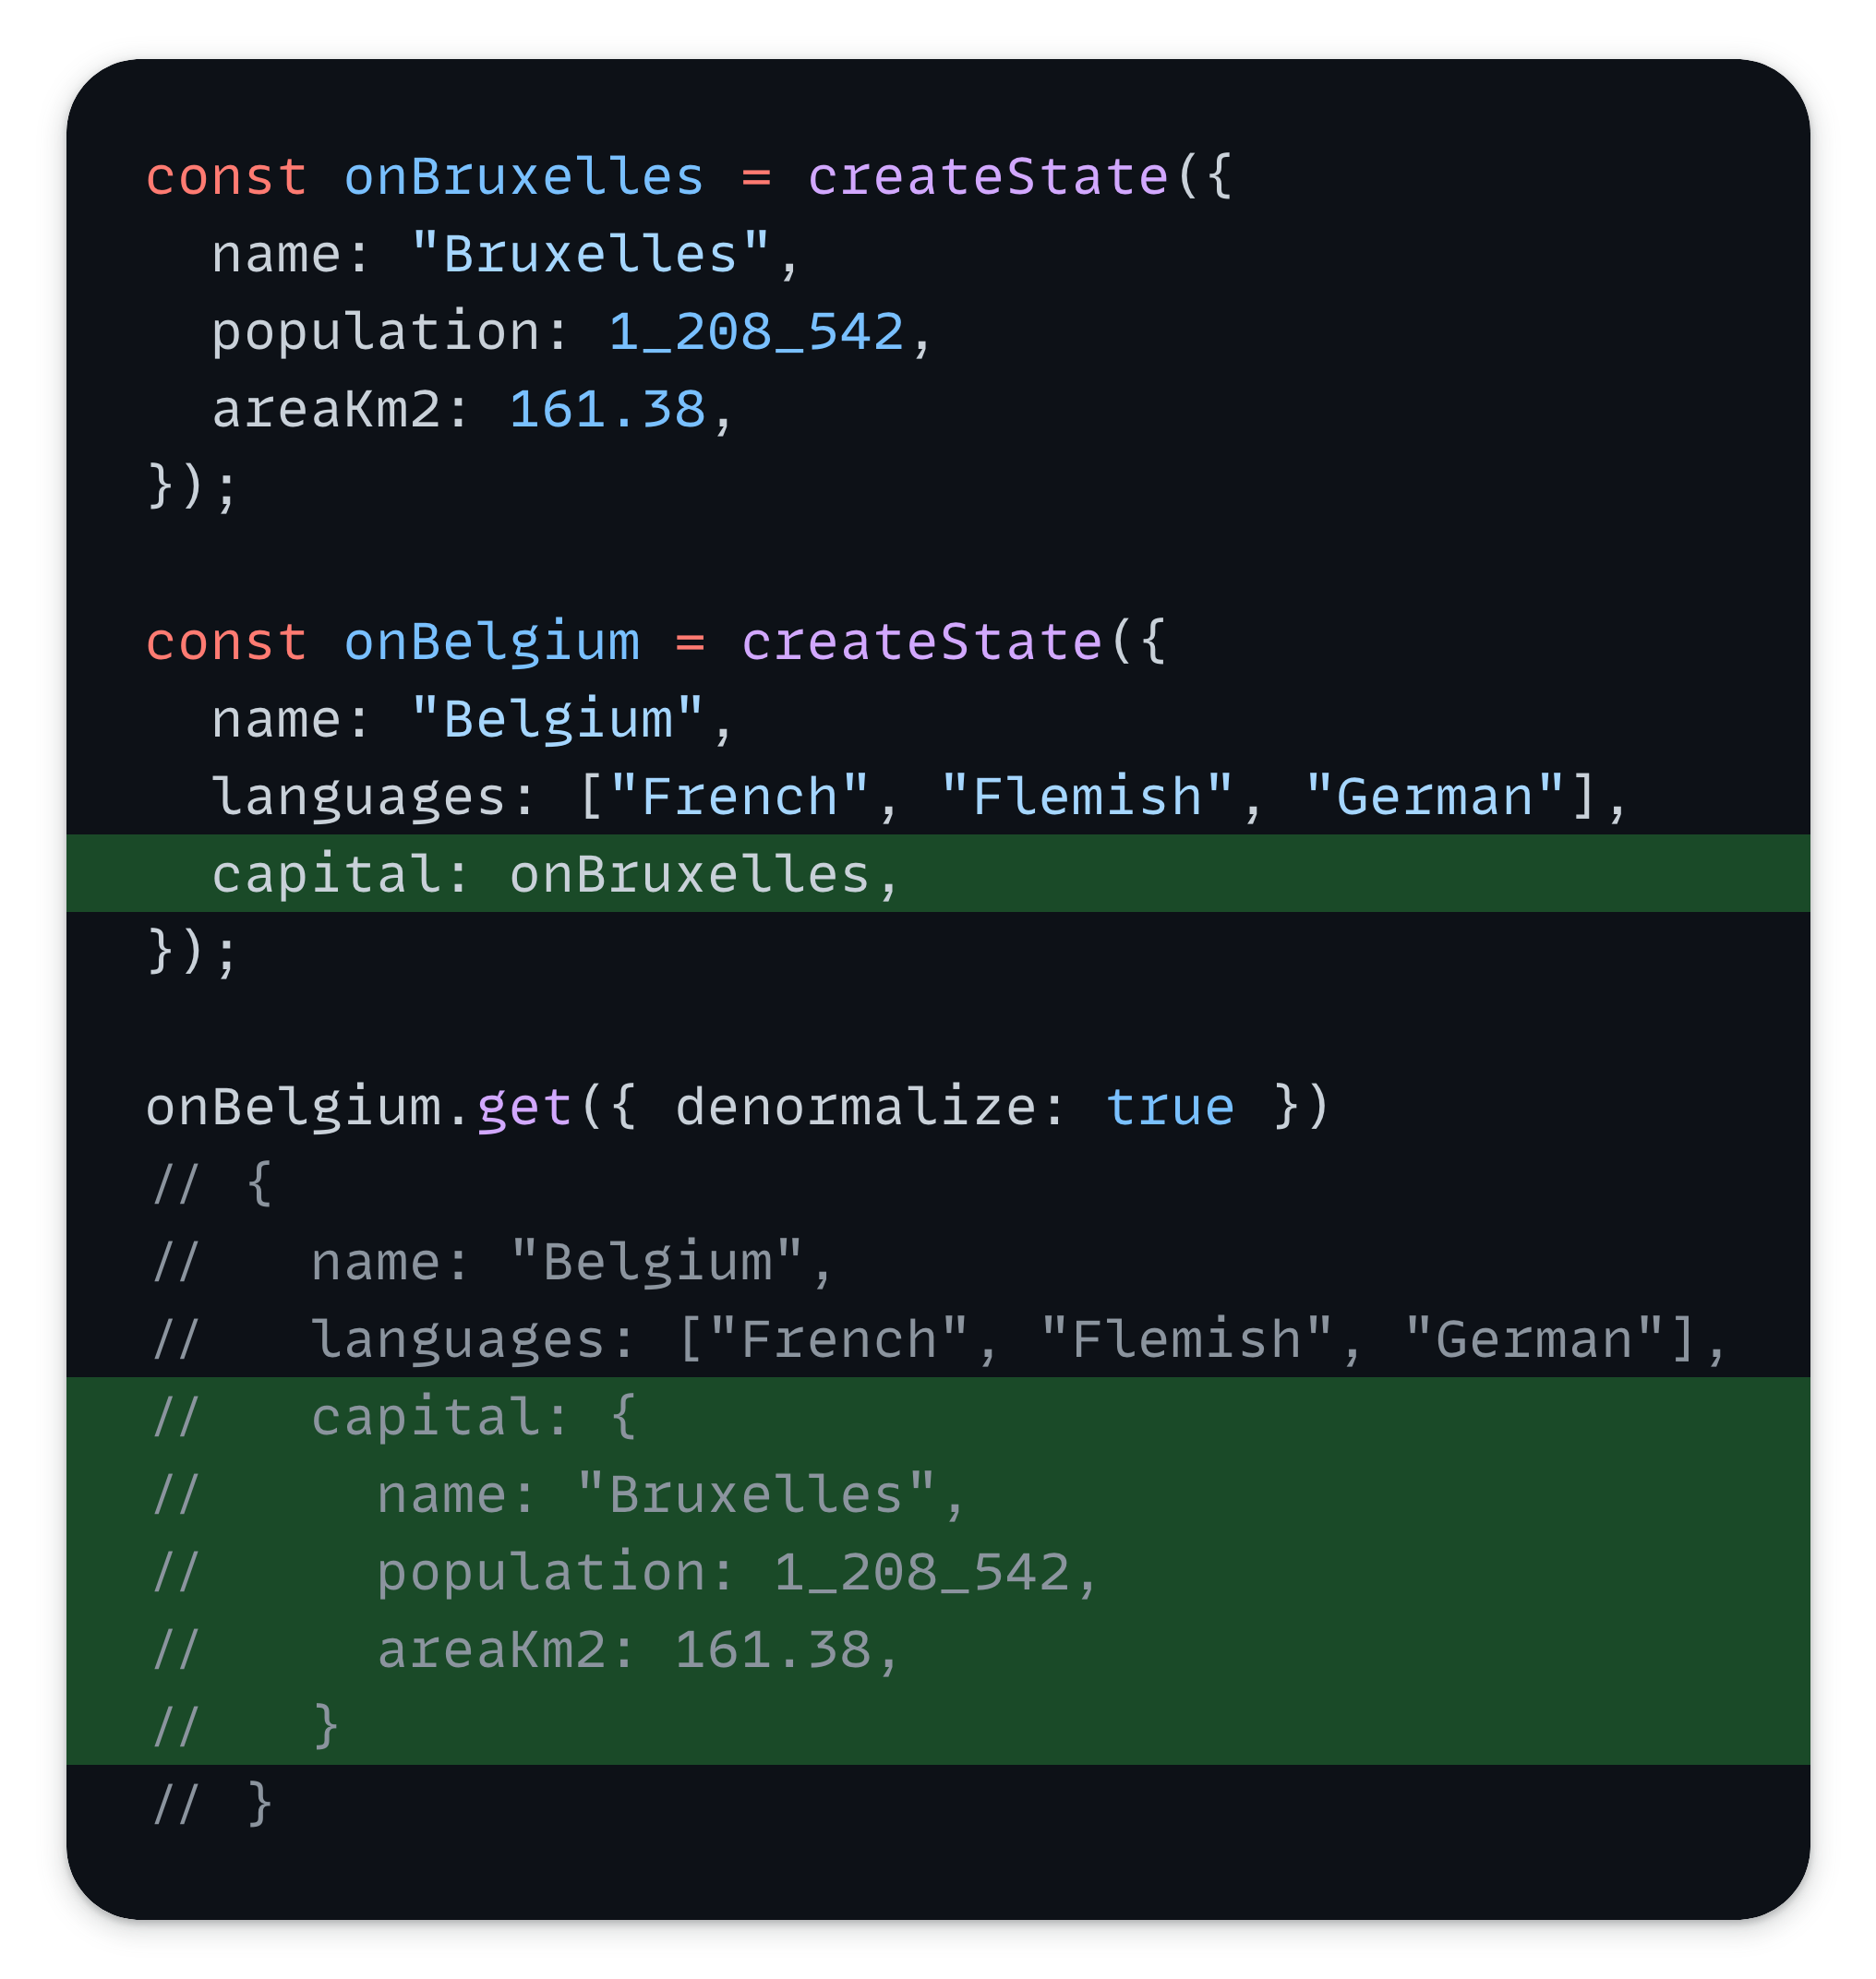 const onBruxelles = createState({
  name: "Bruxelles",
  population: 1_208_542,
  areaKm2: 161.38,
});

const onBelgium = createState({
  name: "Belgium",
  languages: ["French", "Flemish", "German"],
  capital: onBruxelles,
});

onBelgium.get({ denormalize: true })
// {
//   name: "Belgium",
//   languages: ["French", "Flemish", "German"],
//   capital: {
//     name: "Bruxelles",
//     population: 1_208_542,
//     areaKm2: 161.38,
//   }
// }